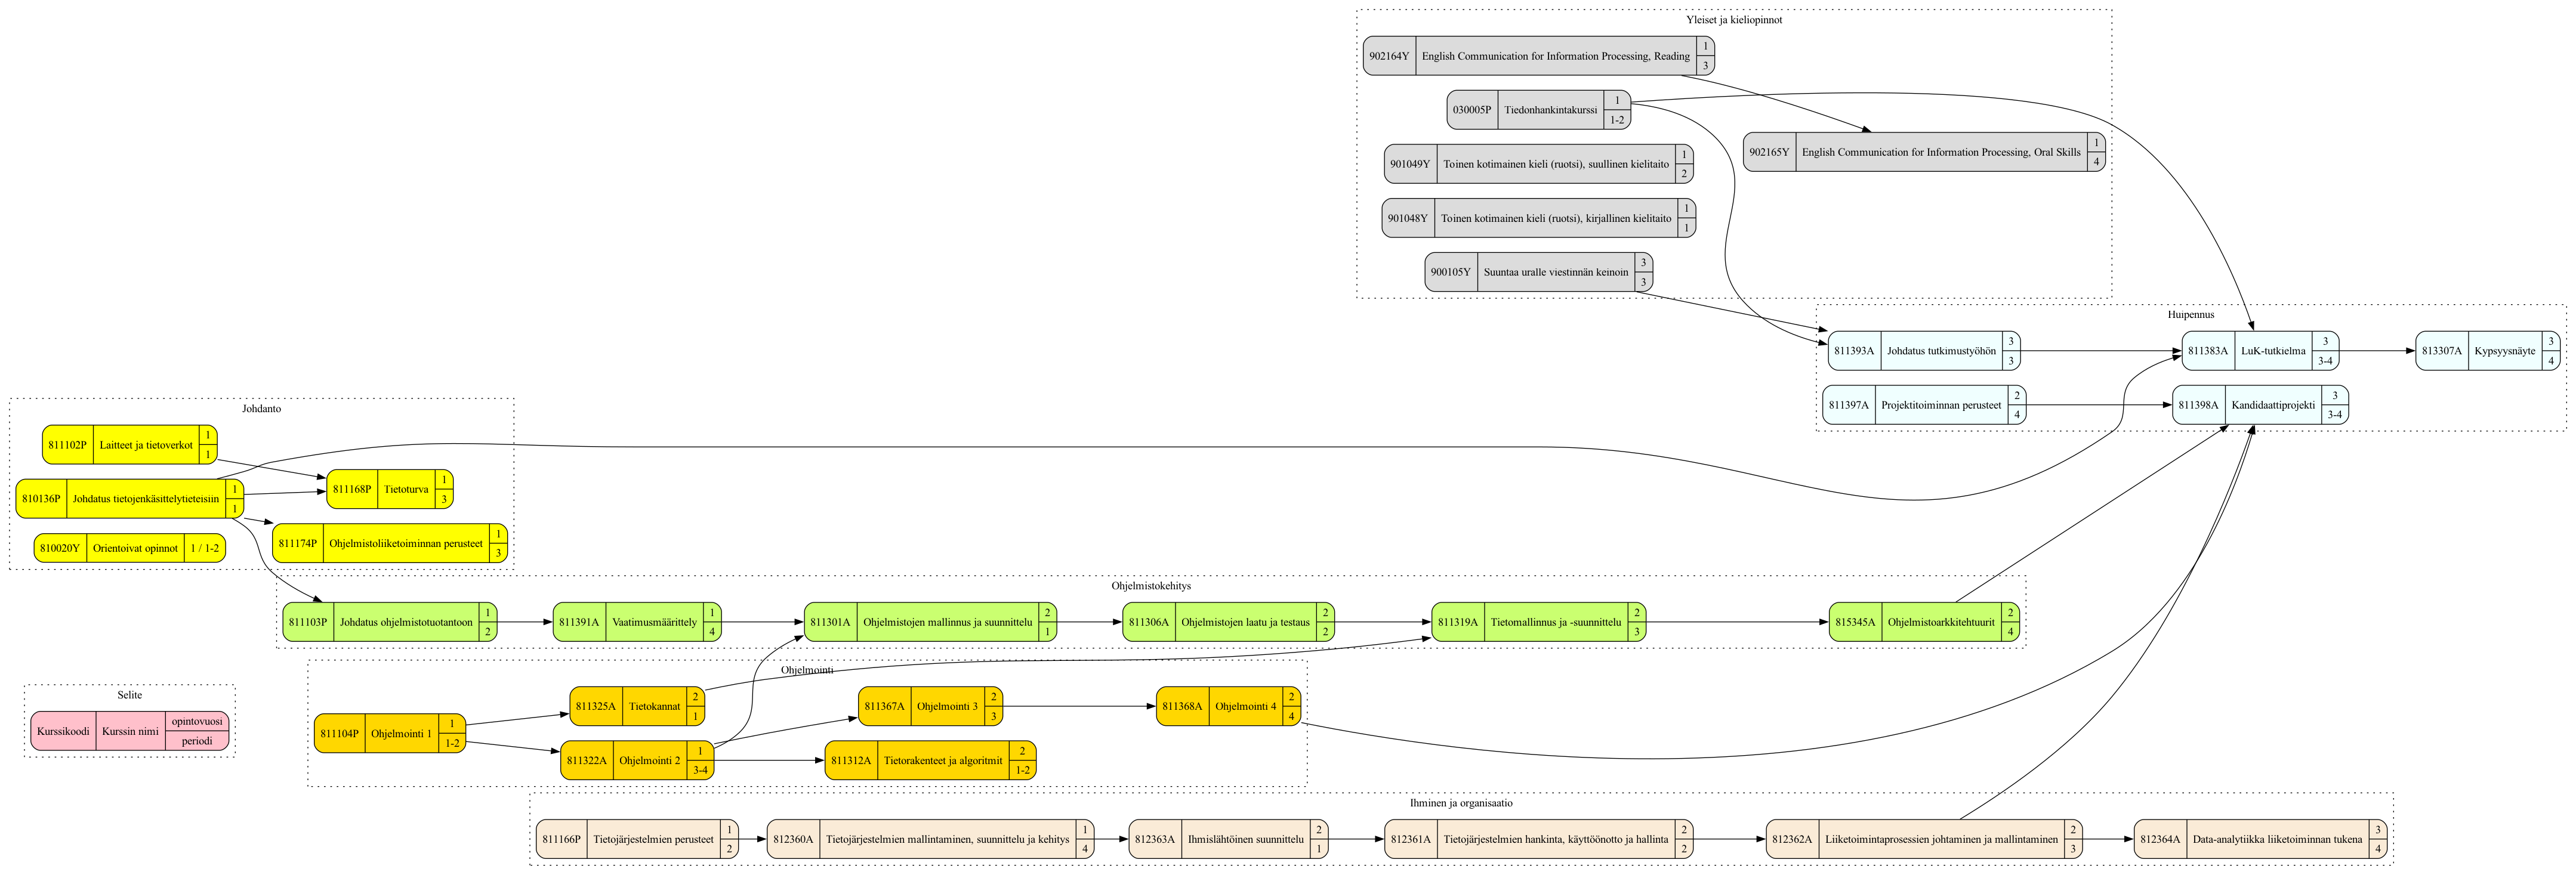 Yleiset ja kieliopinnot
902164Y English Communication for Information Processing, Reading 1 3
030005P Tiedonhankintakurssi 1 1-2
902165Y English Communication for Information Processing, Oral Skills 1 4
901049Y Toinen kotimainen kieli (ruotsi), suullinen kielitaito 1 2
901048Y Toinen kotimainen kieli (ruotsi), kirjallinen kielitaito 1 1
900105Y Suuntaa uralle viestinnän keinoin 3 3
Huipennus
811393A Johdatus tutkimustyöhön 3 3
811383A LuK-tutkielma 3 3-4
813307A Kypsyysnäyte 3 4
811397A Projektitoiminnan perusteet 2 4
811398A Kandidaattiprojekti 3 3-4
Johdanto
811102P Laitteet ja tietoverkot 1 1
810136P Johdatus tietojenkäsittelytieteisiin 1 1
811168P Tietoturva 1 3
810020Y Orientoivat opinnot 1 / 1-2
811174P Ohjelmistoliiketoiminnan perusteet 1 3
Ohjelmistokehitys
811103P Johdatus ohjelmistotuotantoon 1 2
811391A Vaatimusmäärittely 1 4
811301A Ohjelmistojen mallinnus ja suunnittelu 2 1
811306A Ohjelmistojen laatu ja testaus 2 2
811319A Tietomallinnus ja -suunnittelu 2 3
815345A Ohjelmistoarkkitehtuurit 2 4
Ohjelmointi
811104P Ohjelmointi 1 1 1-2
811325A Tietokannat 2 1
811367A Ohjelmointi 3 2 3
811368A Ohjelmointi 4 2 4
811322A Ohjelmointi 2 1 3-4
811312A Tietorakenteet ja algoritmit 2 1-2
Selite
Kurssikoodi Kurssin nimi opintovuosi periodi
Ihminen ja organisaatio
811166P Tietojärjestelmien perusteet 1 2
812360A Tietojärjestelmien mallintaminen, suunnittelu ja kehitys 1 4
812363A Ihmislähtöinen suunnittelu 2 1
812361A Tietojärjestelmien hankinta, käyttöönotto ja hallinta 2 2
812362A Liiketoimintaprosessien johtaminen ja mallintaminen 2 3
812364A Data-analytiikka liiketoiminnan tukena 3 4